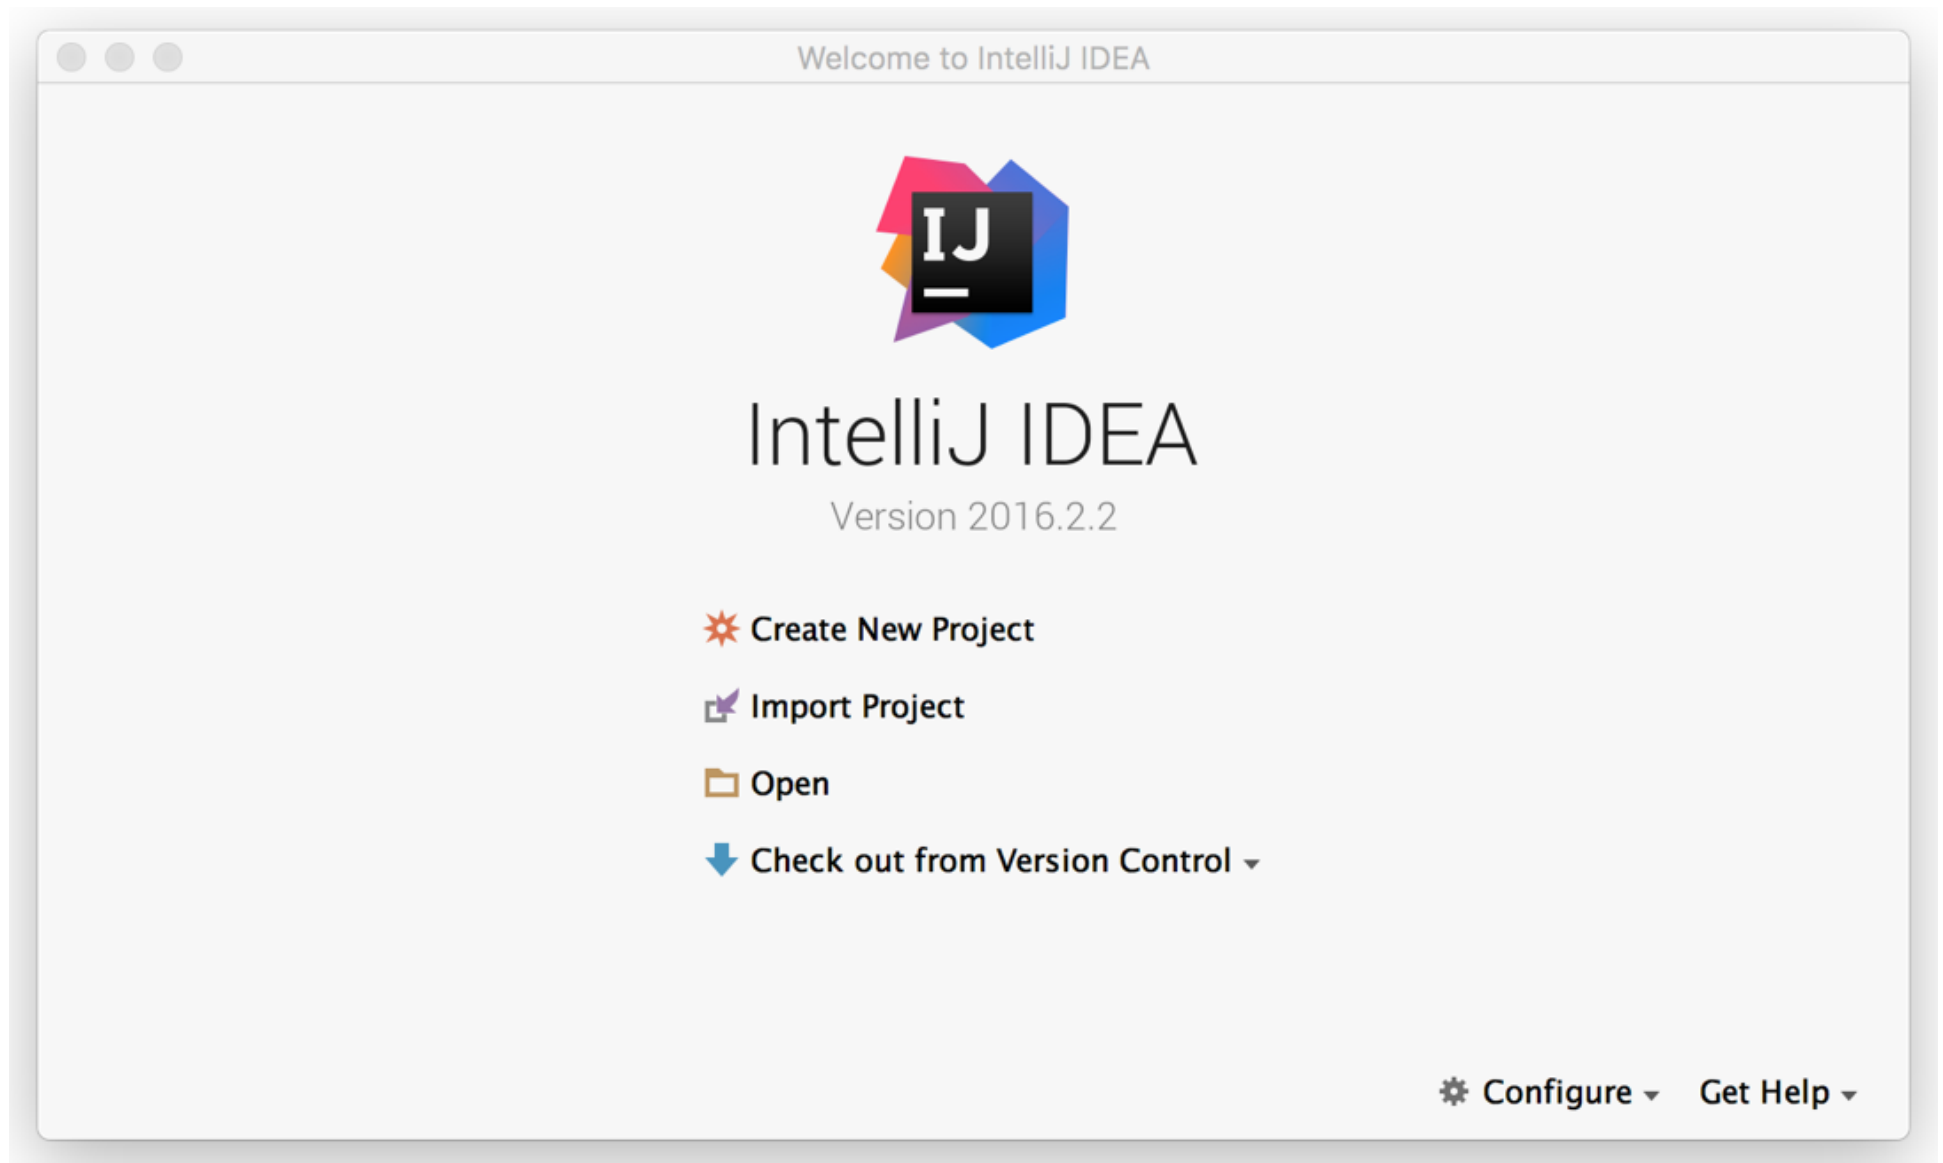 Welcome to IntelliJ IDEA
IJ
IntelliJ IDEA
Version 2016.2.2
Create New Project
Import Project
Open
Check out from Version Control
Configure
Get Help